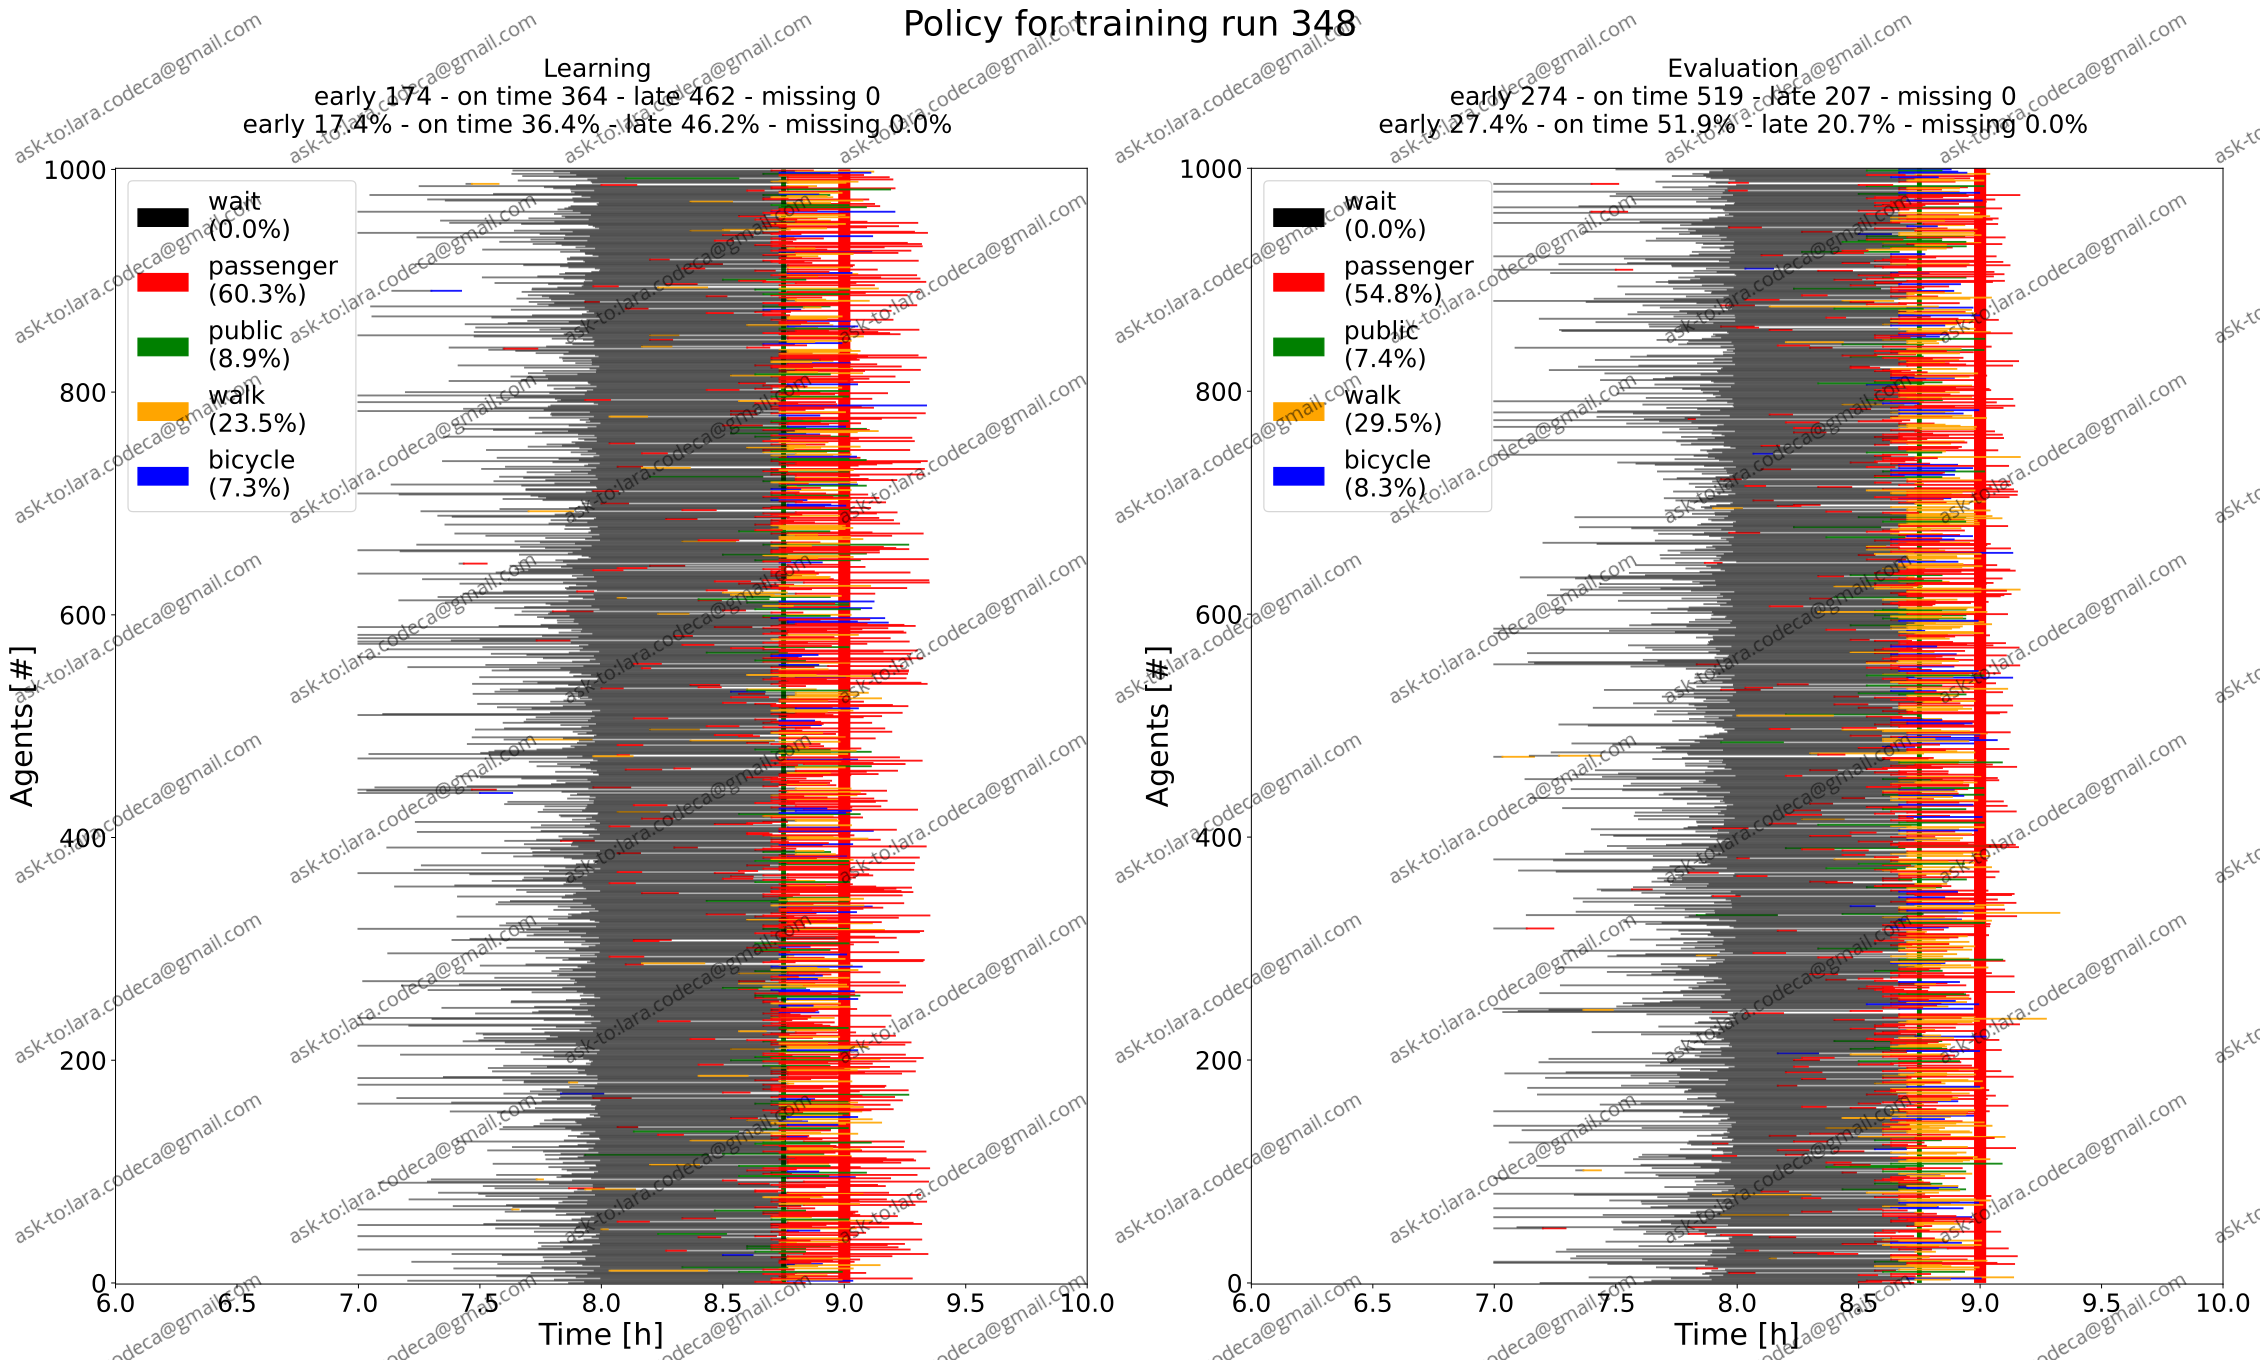 Policy for training run 348
Learning
early 174 - on time 364 - late 462 - missing 0
early 17.4% - on time 36.4% - late 46.2% - missing 0.0%
1000
800
600
400
200
0
Agents [#]
wait
(0.0%)
passenger
(60.3%)
public
(8.9%)
walk
(23.5%)
bicycle
(7.3%)
6.0 6.5 7.0 7.5 8.0 8.5 9.0 9.5 10.0
Time [h]
Evaluation
early 274 - on time 519 - late 207 - missing 0
early 27.4% - on time 51.9% - late 20.7% - missing 0.0%
1000
800
600
400
200
0
Agents [#]
wait
(0.0%)
passenger
(54.8%)
public
(7.4%)
walk
(29.5%)
bicycle
(8.3%)
6.0 6.5 7.0 7.5 8.0 8.5 9.0 9.5 10.0
Time [h]
ask-to:lara.codeca@gmail.com